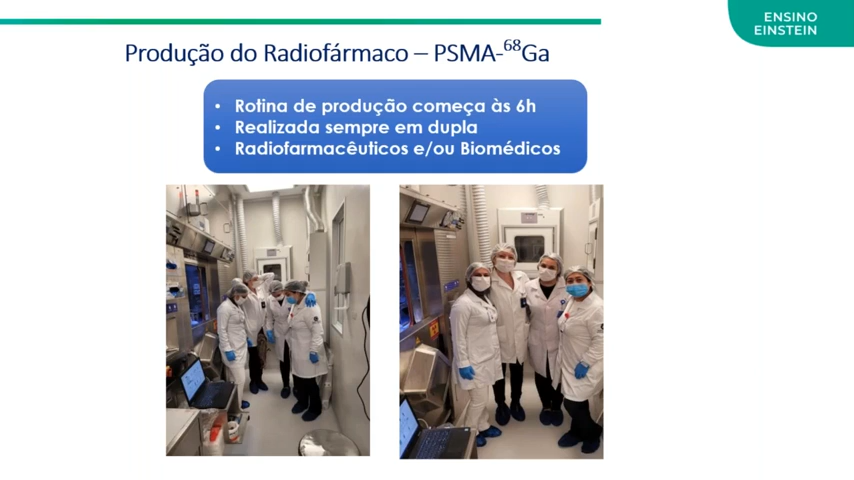 ENSINO
EINSTEIN
Produção do Radiofármaco – PSMA-⁶⁸Ga
• Rotina de produção começa às 6h
• Realizada sempre em dupla
• Radiofarmacêuticos e/ou Biomédicos